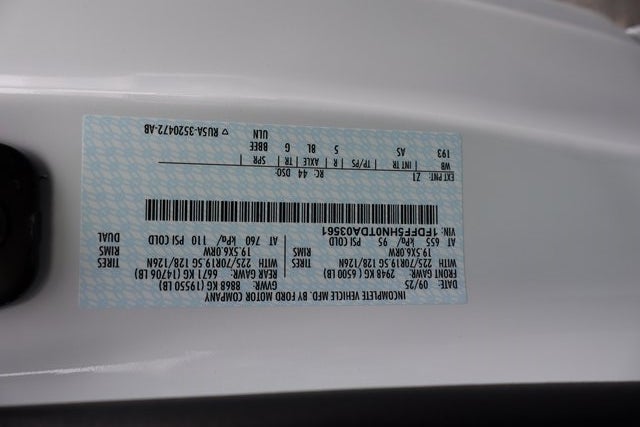 INCOMPLETE VEHICLE MFD. BY FORD MOTOR COMPANY
DATE: 09/25 GVWR: 8868 KG (19550 LB)
FRONT GAWR: 2948 KG (6500 LB) REAR GAWR: 6671 KG (14706 LB)
WITH 225/70R19.5G 128/126N TIRES WITH 225/70R19.5G 128/126N TIRES
19.5X6.0RW RIMS 19.5X6.0RW RIMS
AT 655 kPa/ 95 PSI COLD AT 760 kPa/ 110 PSI COLD DUAL
VIN: 1FDFF5HN0TDA03561
EXT PNT: Z1 RC: 44 DSO:
WB INT TR TP/PS R AXLE TR SPR
193 AS 5 BL G BBEE
ULN
▽ RU5A-3520472-AB